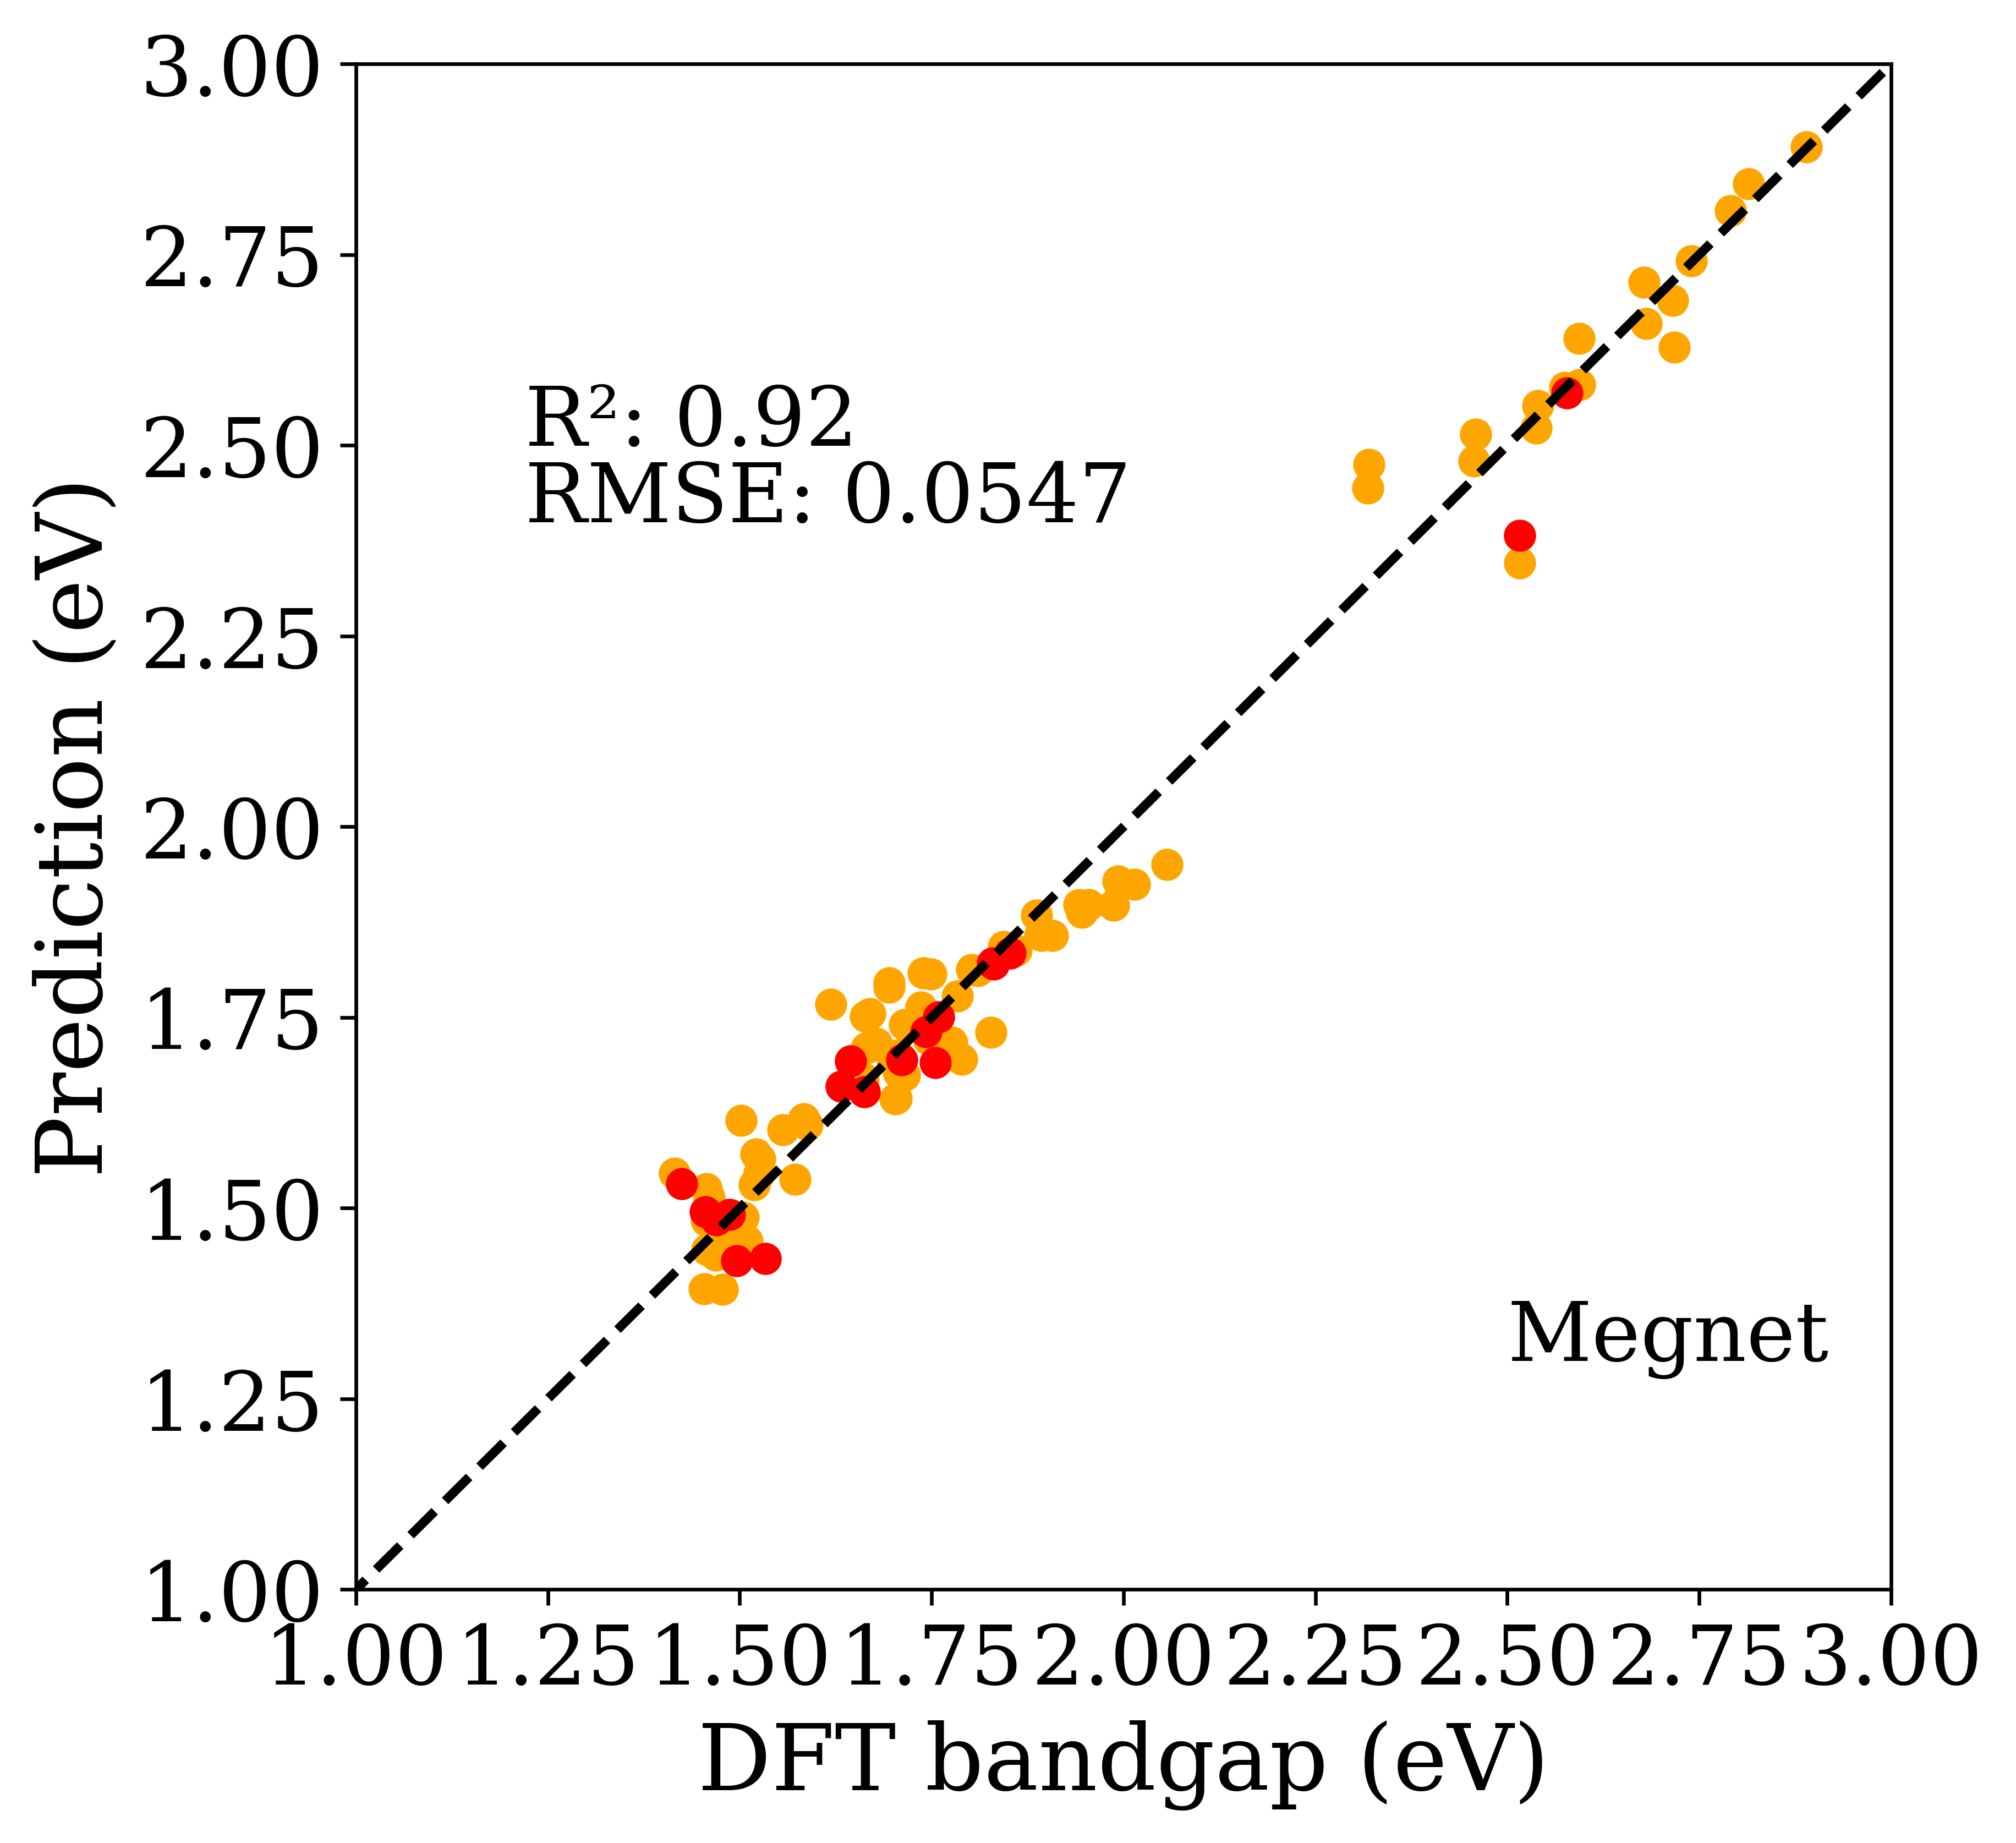 3.00
2.75
2.50
2.25
2.00
1.75
1.50
1.25
1.00
Prediction (eV)
R²: 0.92
RMSE: 0.0547
Megnet
1.00 1.25 1.50 1.75 2.00 2.25 2.50 2.75 3.00
DFT bandgap (eV)